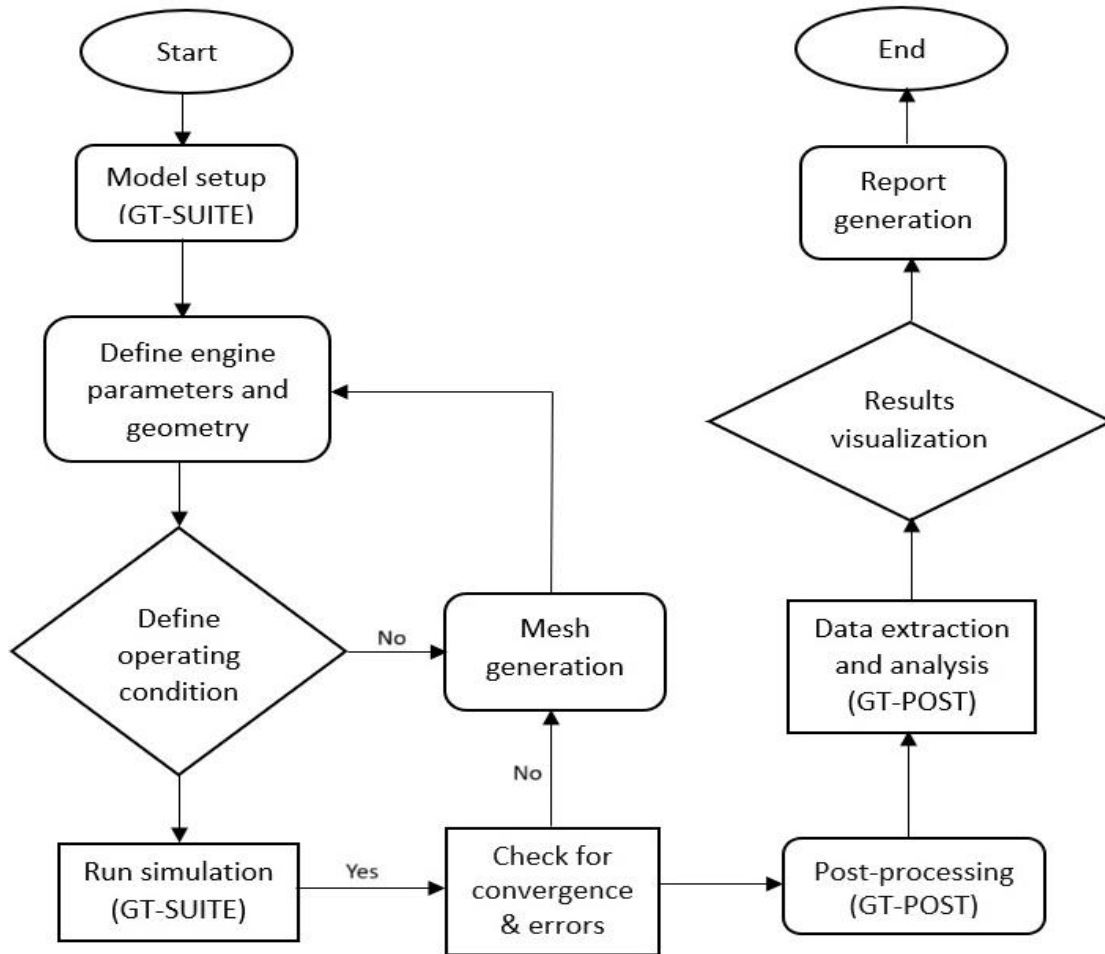 Start
Model setup
(GT-SUITE)
Define engine
parameters and
geometry
Define
operating
condition
No
Mesh
generation
No
Run simulation
(GT-SUITE)
Yes
Check for
convergence
& errors
Post-processing
(GT-POST)
Data extraction
and analysis
(GT-POST)
Results
visualization
Report
generation
End